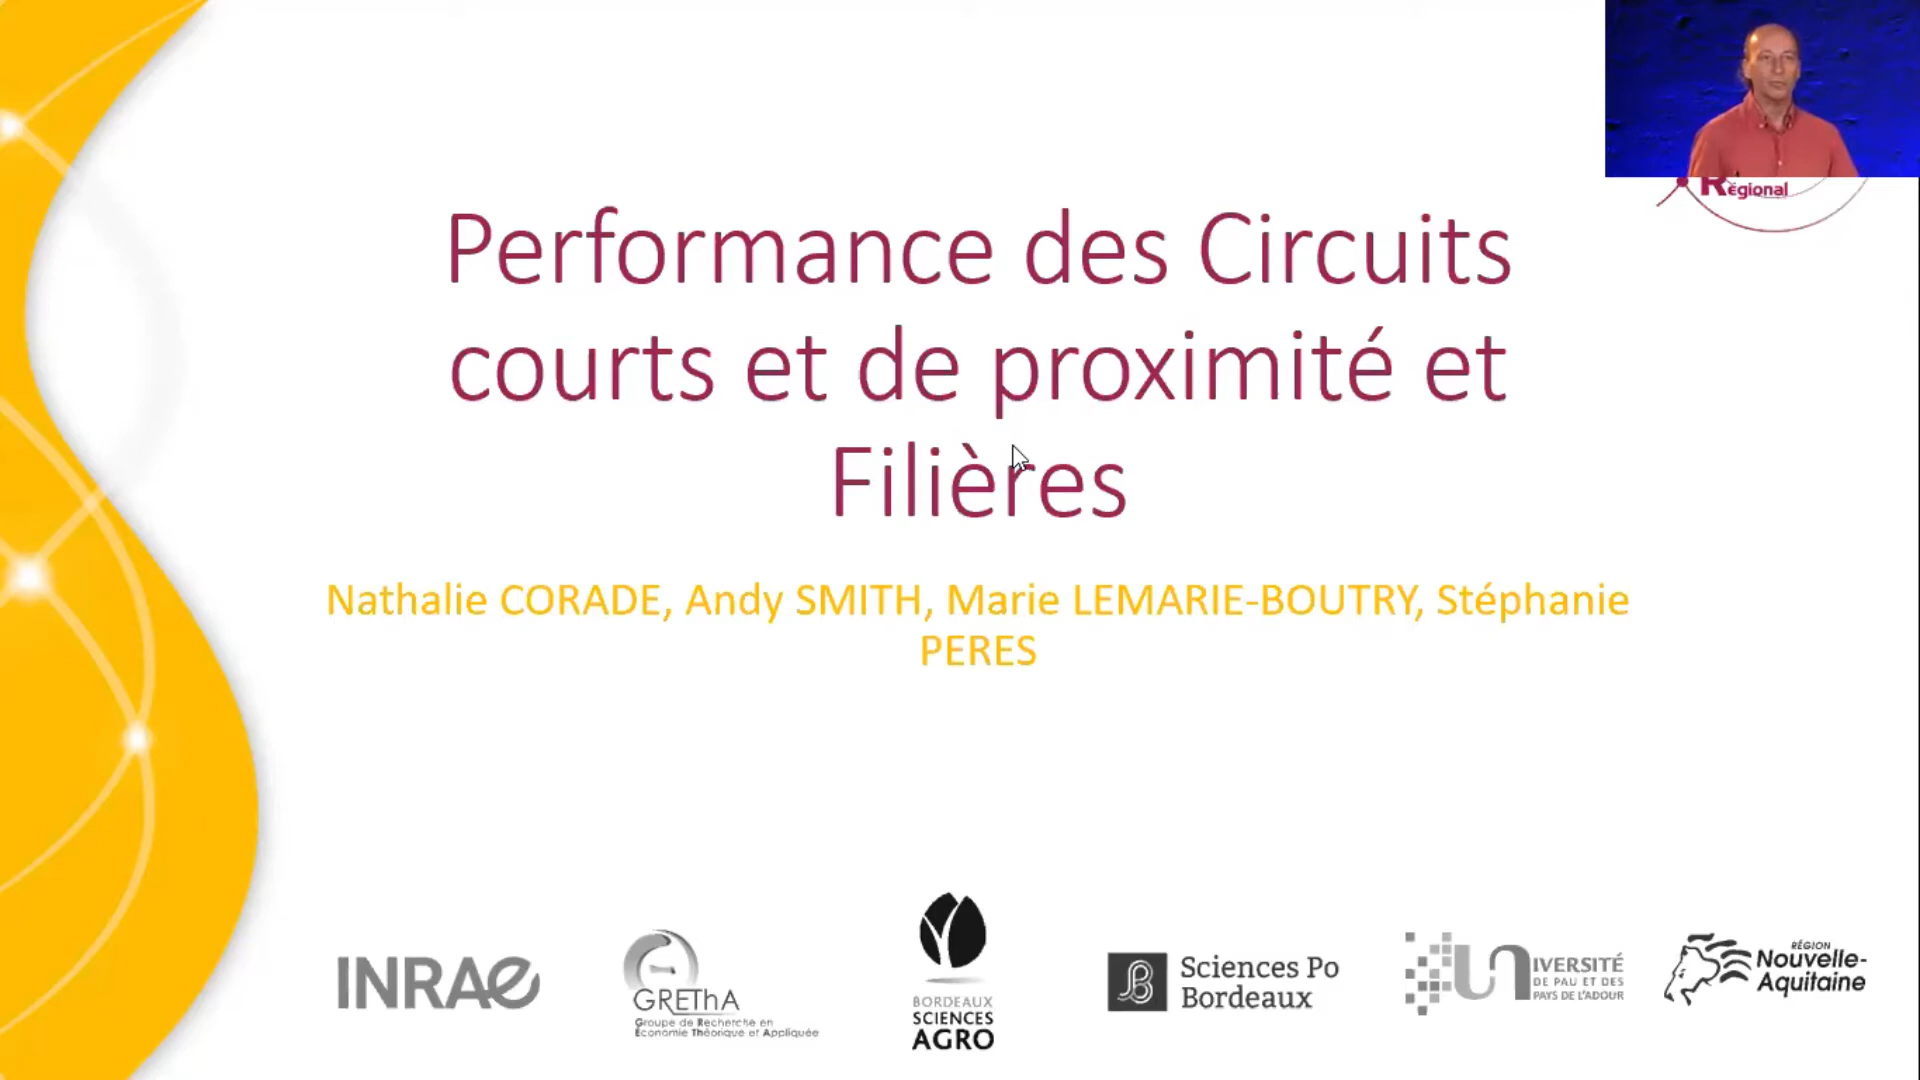 Régional
Performance des Circuits
courts et de proximité et
Filières
Nathalie CORADE, Andy SMITH, Marie LEMARIE-BOUTRY, Stéphanie
PERES
INRAE
GREThA
Groupe de Recherche en
Économie Théorique et Appliquée
BORDEAUX
SCIENCES
AGRO
Sciences Po
Bordeaux
UNIVERSITÉ
DE PAU ET DES
PAYS DE L'ADOUR
RÉGION
Nouvelle-
Aquitaine